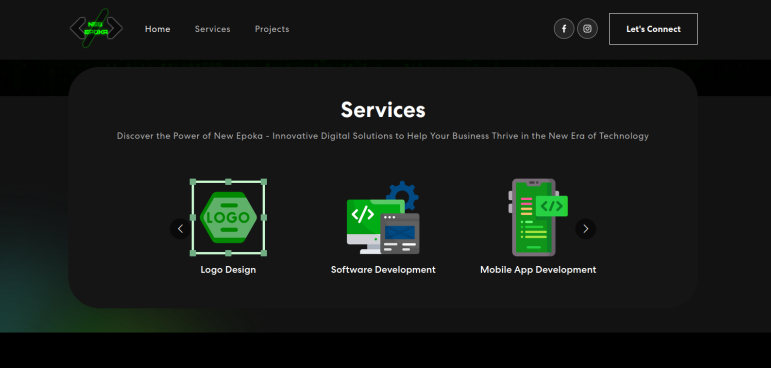 NEW
EPOKA
Home Services Projects
Let's Connect
Services
Discover the Power of New Epoka - Innovative Digital Solutions to Help Your Business Thrive in the New Era of Technology
LOGO
</>
</>
Logo Design Software Development Mobile App Development